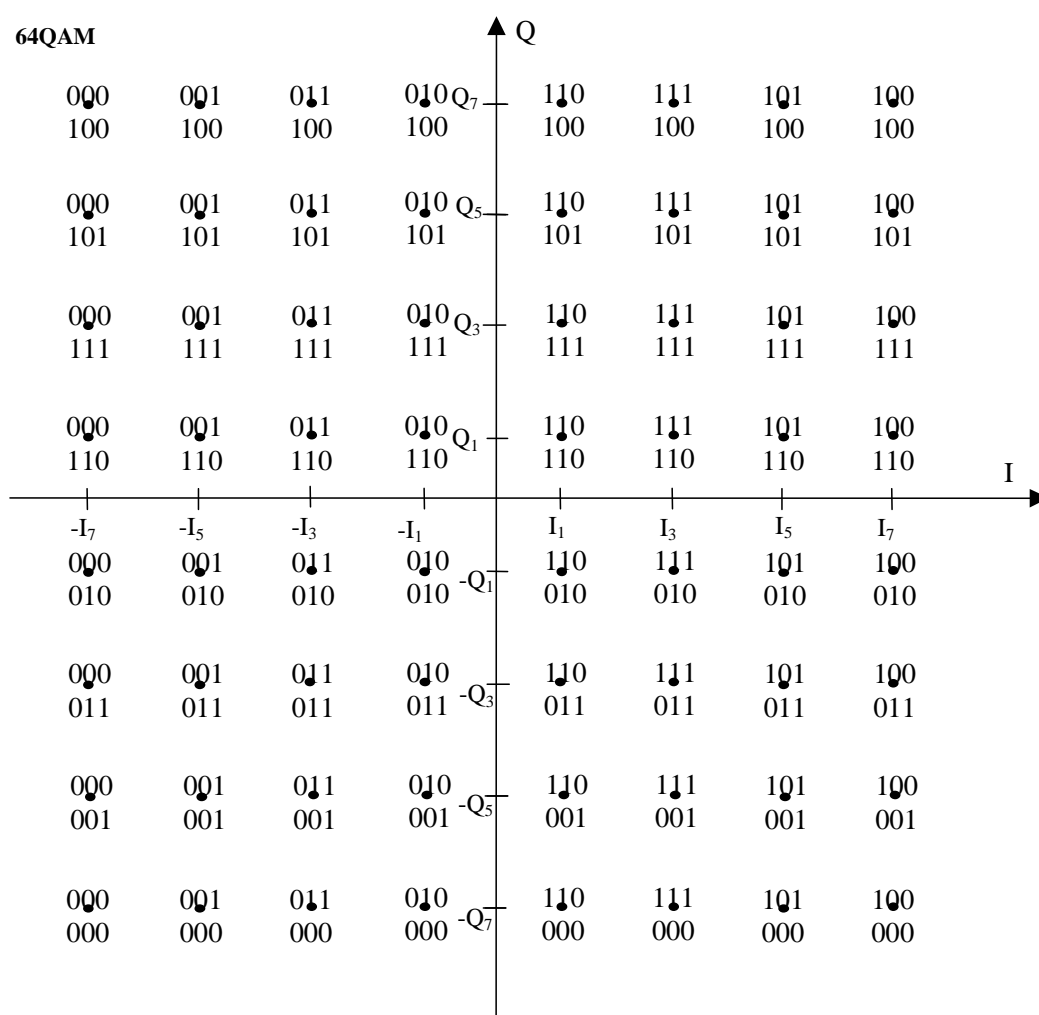 64QAM
Q
000 001 011 010 Q7 110 111 101 100
100 100 100 100 100 100 100 100
000 001 011 010 Q5 110 111 101 100
101 101 101 101 101 101 101 101
000 001 011 010 Q3 110 111 101 100
111 111 111 111 111 111 111 111
000 001 011 010 Q1 110 111 101 100
110 110 110 110 110 110 110 110
I
-I7 -I5 -I3 -I1 I1 I3 I5 I7
000 001 011 010 -Q1 110 111 101 100
010 010 010 010 010 010 010 010
000 001 011 010 -Q3 110 111 101 100
011 011 011 011 011 011 011 011
000 001 011 010 -Q5 110 111 101 100
001 001 001 001 001 001 001 001
000 001 011 010 -Q7 110 111 101 100
000 000 000 000 000 000 000 000